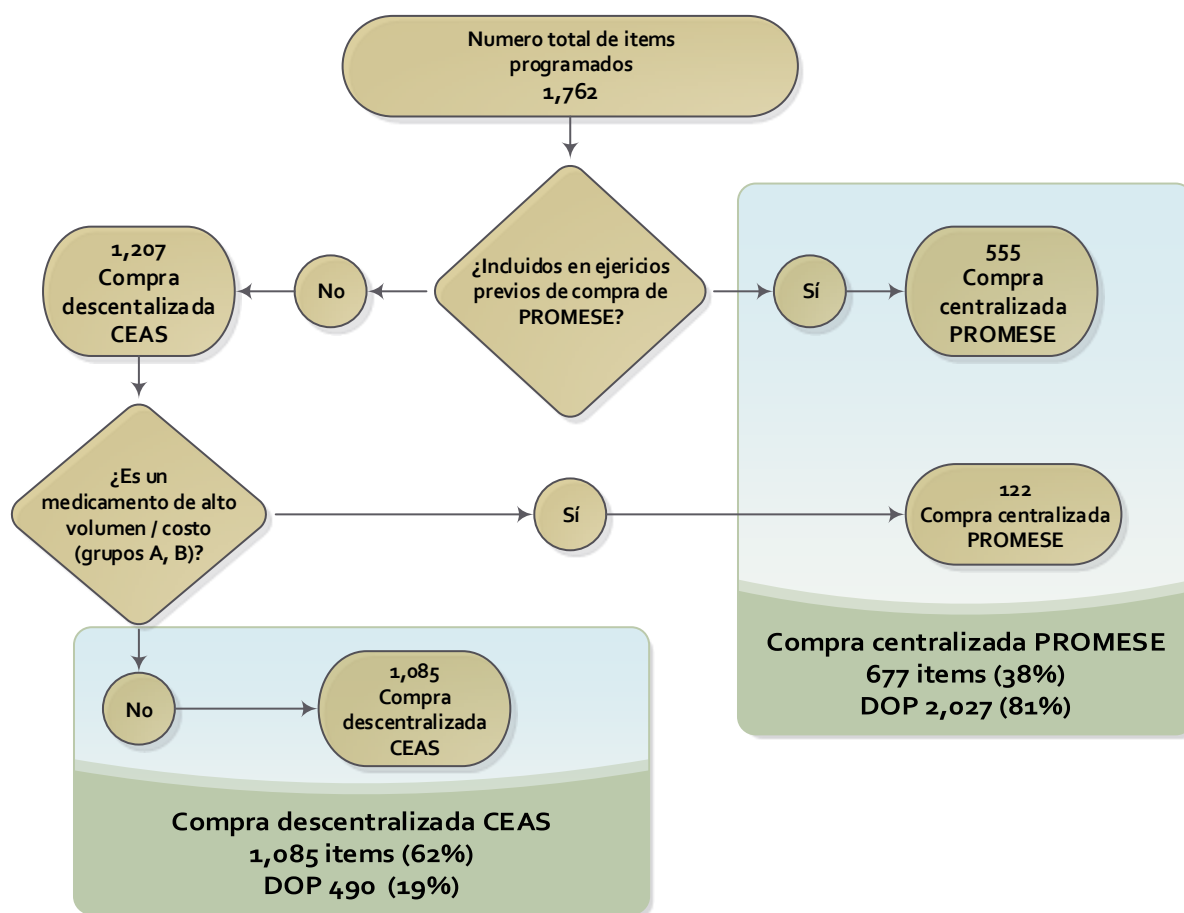 Numero total de items
programados
1,762
¿Incluidos en ejericios
previos de compra de
PROMESE?
No
1,207
Compra
descentalizada
CEAS
Sí
555
Compra
centralizada
PROMESE
¿Es un
medicamento de alto
volumen / costo
(grupos A, B)?
Sí
122
Compra centralizada
PROMESE
Compra centralizada PROMESE
677 items (38%)
DOP 2,027 (81%)
No
1,085
Compra
descentralizada
CEAS
Compra descentralizada CEAS
1,085 items (62%)
DOP 490 (19%)